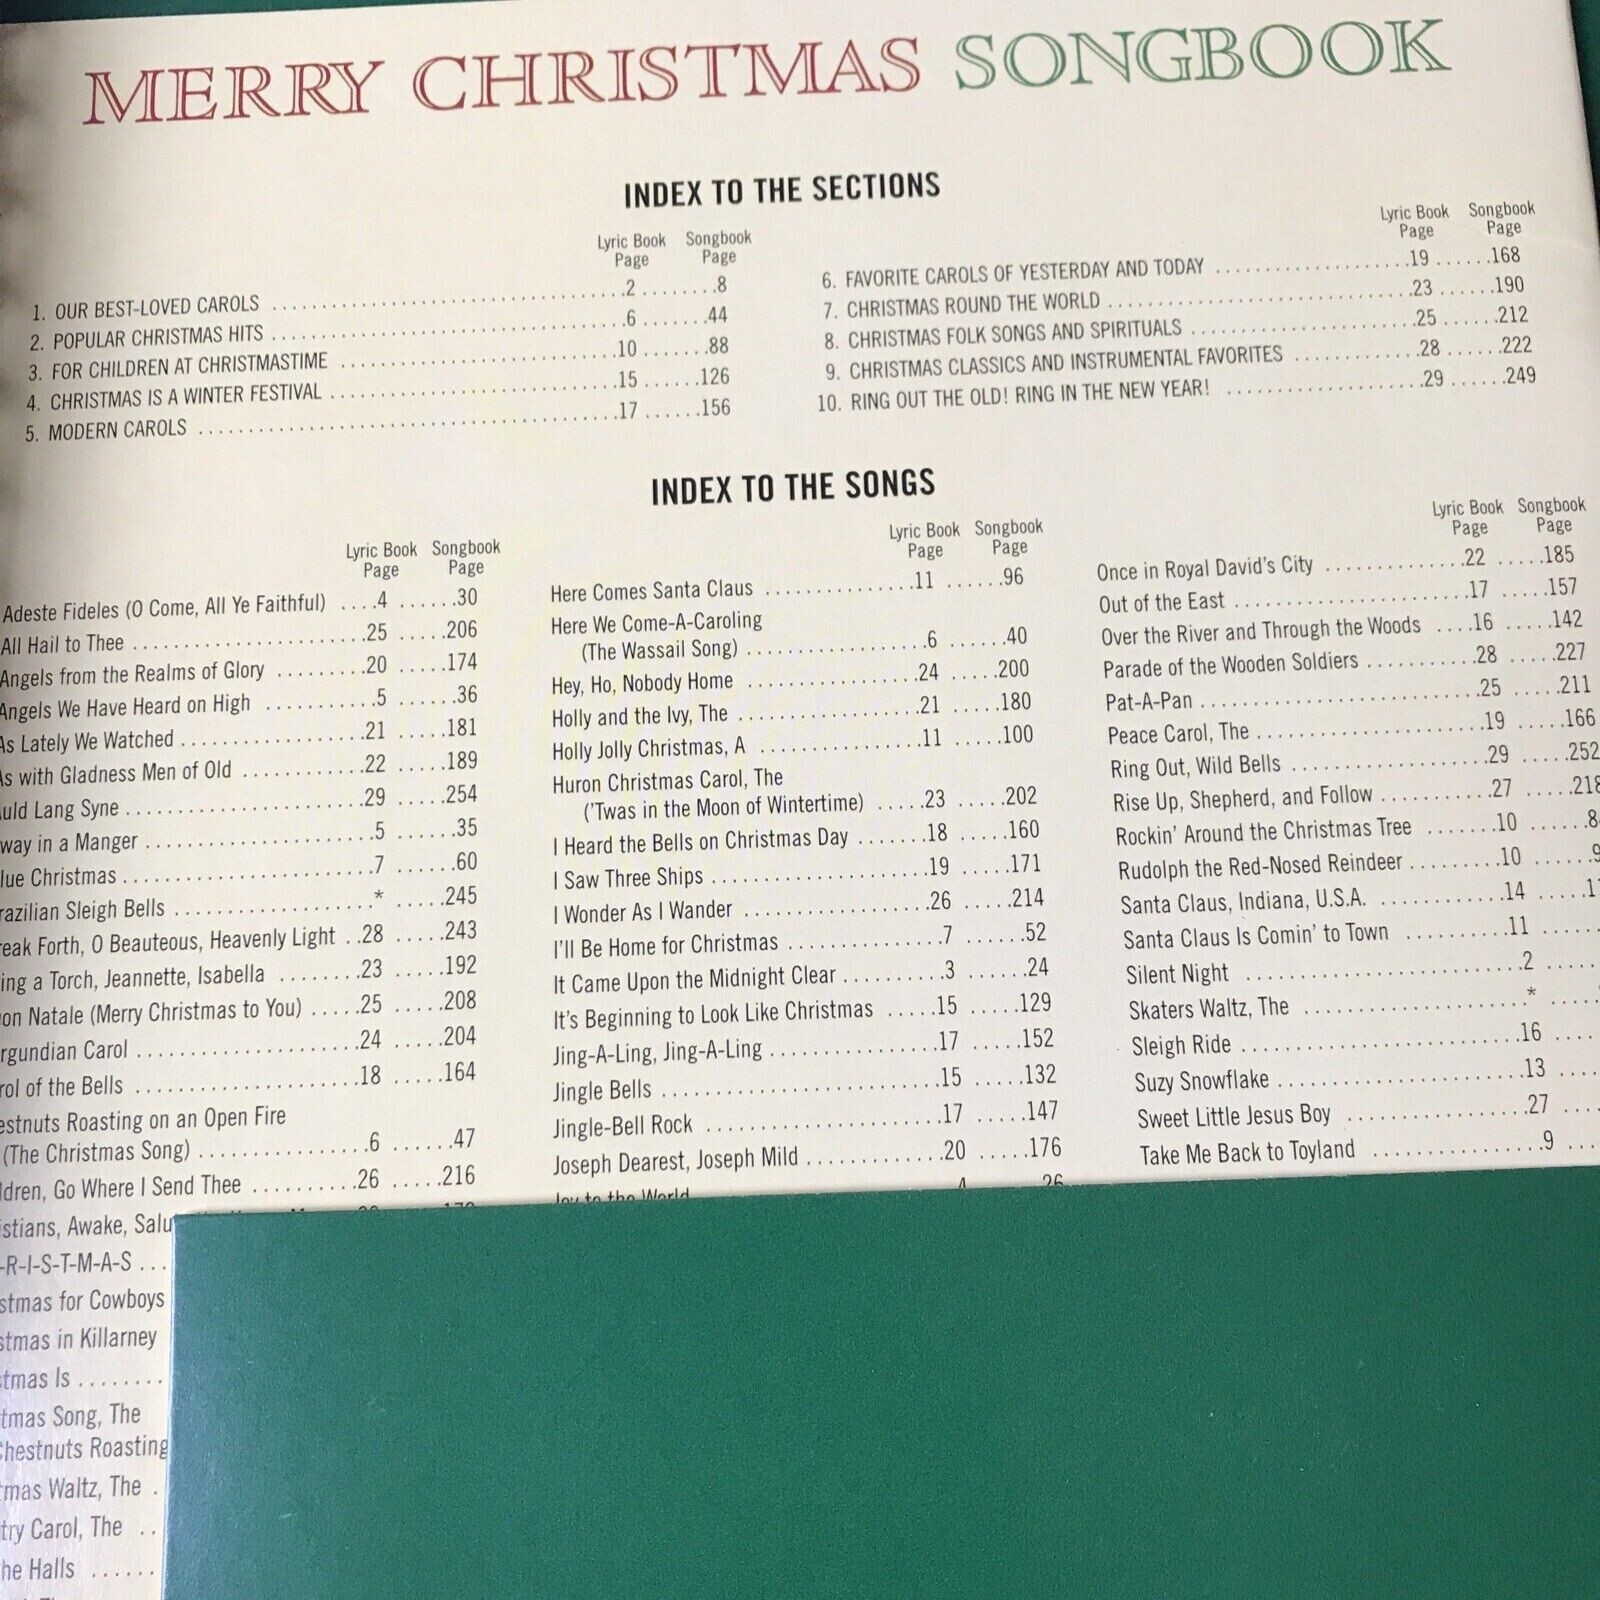 MERRY CHRISTMAS SONGBOOK
INDEX TO THE SECTIONS
Lyric Book Page Songbook Page
1. OUR BEST-LOVED CAROLS 2 8
2. POPULAR CHRISTMAS HITS 6 44
3. FOR CHILDREN AT CHRISTMASTIME 10 88
4. CHRISTMAS IS A WINTER FESTIVAL 15 126
5. MODERN CAROLS 17 156
Lyric Book Page Songbook Page
6. FAVORITE CAROLS OF YESTERDAY AND TODAY 19 168
7. CHRISTMAS ROUND THE WORLD 23 190
8. CHRISTMAS FOLK SONGS AND SPIRITUALS 25 212
9. CHRISTMAS CLASSICS AND INSTRUMENTAL FAVORITES 28 222
10. RING OUT THE OLD! RING IN THE NEW YEAR! 29 249
INDEX TO THE SONGS
Lyric Book Page Songbook Page
Adeste Fideles (O Come, All Ye Faithful) 4 30
All Hail to Thee 25 206
Angels from the Realms of Glory 20 174
Angels We Have Heard on High 5 36
As Lately We Watched 21 181
As with Gladness Men of Old 22 189
uld Lang Syne 29 254
way in a Manger 5 35
lue Christmas 7 60
razilian Sleigh Bells * 245
reak Forth, O Beauteous, Heavenly Light 28 243
ing a Torch, Jeannette, Isabella 23 192
on Natale (Merry Christmas to You) 25 208
rgundian Carol 24 204
rol of the Bells 18 164
estnuts Roasting on an Open Fire
(The Christmas Song) 6 47
ldren, Go Where I Send Thee 26 216
istians, Awake, Salu
-R-I-S-T-M-A-S
stmas for Cowboys
stmas in Killarney
tmas Is
tmas Song, The
Chestnuts Roasting
mas Waltz, The
try Carol, The
he Halls
Lyric Book Page Songbook Page
Here Comes Santa Claus 11 96
Here We Come-A-Caroling
(The Wassail Song) 6 40
Hey, Ho, Nobody Home 24 200
Holly and the Ivy, The 21 180
Holly Jolly Christmas, A 11 100
Huron Christmas Carol, The
('Twas in the Moon of Wintertime) 23 202
I Heard the Bells on Christmas Day 18 160
I Saw Three Ships 19 171
I Wonder As I Wander 26 214
I'll Be Home for Christmas 7 52
It Came Upon the Midnight Clear 3 24
It's Beginning to Look Like Christmas 15 129
Jing-A-Ling, Jing-A-Ling 17 152
Jingle Bells 15 132
Jingle-Bell Rock 17 147
Joseph Dearest, Joseph Mild 20 176
Joy to the World 4 26
Lyric Book Page Songbook Page
Once in Royal David's City 22 185
Out of the East 17 157
Over the River and Through the Woods 16 142
Parade of the Wooden Soldiers 28 227
Pat-A-Pan 25 211
Peace Carol, The 19 166
Ring Out, Wild Bells 29 252
Rise Up, Shepherd, and Follow 27 218
Rockin' Around the Christmas Tree 10 8
Rudolph the Red-Nosed Reindeer 10 9
Santa Claus, Indiana, U.S.A. 14 1
Santa Claus Is Comin' to Town 11
Silent Night 2
Skaters Waltz, The *
Sleigh Ride 16
Suzy Snowflake 13
Sweet Little Jesus Boy 27
Take Me Back to Toyland 9